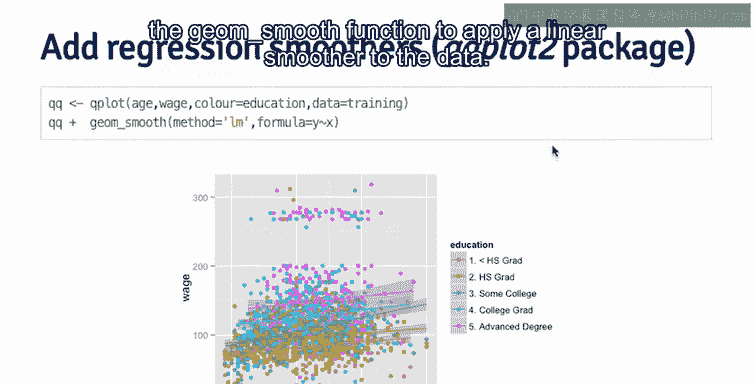 the geom_smooth function to apply a linear
smoother to the data.
Add regression smoothers (ggplot2 package)
qq <- qplot(age,wage,colour=education,data=training)
qq + geom_smooth(method='lm',formula=y~x)
300
200
100
wage
education
1. < HS Grad
2. HS Grad
3. Some College
4. College Grad
5. Advanced Degree